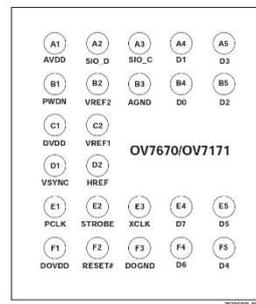 A1 A2 A3 A4 A5
AVDD SIO_D SIO_C D1 D3
B1 B2 B3 B4 B5
PWDN VREF2 AGND D0 D2
C1 C2
DVDD VREF1
OV7670/OV7171
D1 D2
VSYNC HREF
E1 E2 E3 E4 E5
PCLK STROBE XCLK D7 D5
F1 F2 F3 F4 F5
DOVDD RESET# DOGND D6 D4